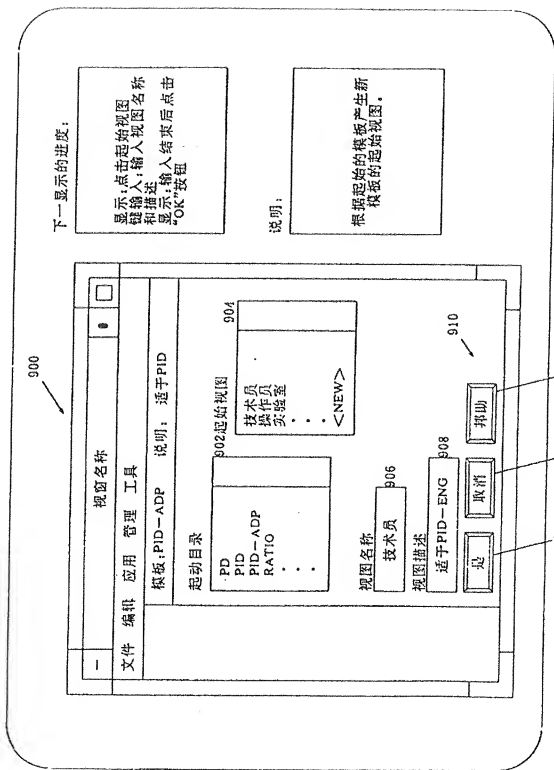 900
视窗名称
文件 编辑 应用 管理 工具
模板:PID-ADP 说明: 适于PID
起动目录
902起始视图
904
PD
PID
PID-ADP
RATIO
技术员
操作员
实验室
<NEW>
视图名称
技术员
906
视图描述
适于PID-ENG
908
910
是
取消
邦助
下一显示的进度:
显示:点击起始视图
键输入:输入视图名称
和描述
显示:输入结束后点击
“OK”按钮
说明:
根据起始的模板产生新
模板的起始视图。